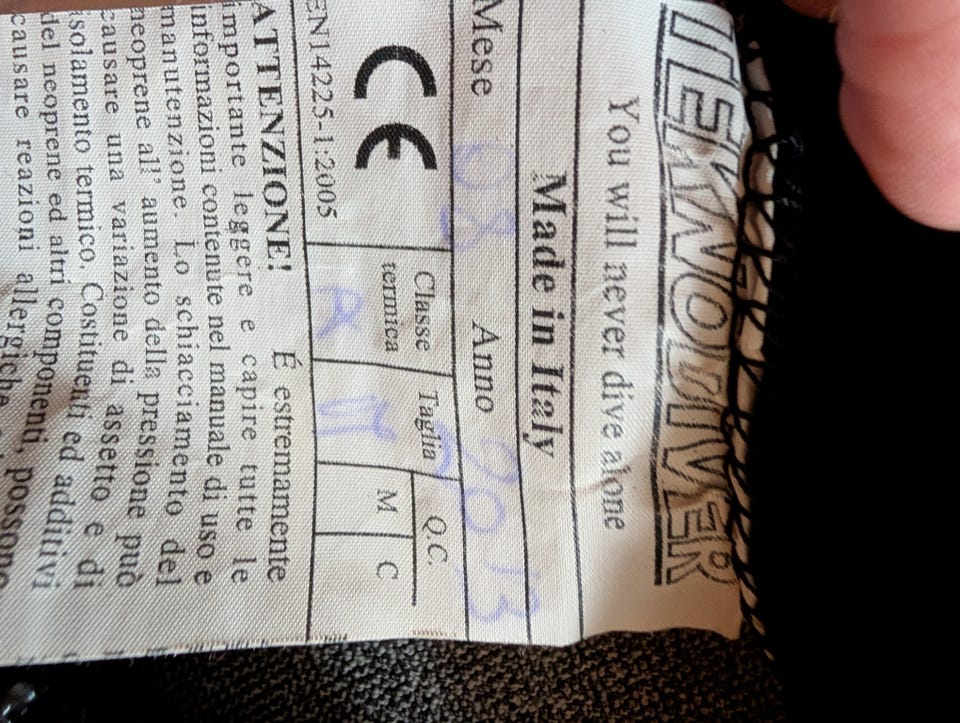 TEKNODIVER
You will never dive alone
Made in Italy
Mese 08 Anno 2013
CE
Classe termica A
Taglia
Q.C.
M C
EN14225-1:2005
ATTENZIONE! É estremamente
importante leggere e capire tutte le
informazioni contenute nel manuale di uso e
manutenzione. Lo schiacciamento del
neoprene all' aumento della pressione può
causare una variazione di assetto e di
isolamento termico. Costituenti ed additivi
del neoprene ed altri componenti, possono
causare reazioni allergiche